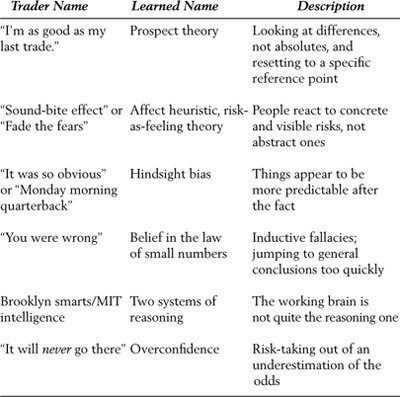 Trader Name Learned Name Description
“I’m as good as my Prospect theory Looking at differences,
last trade.” not absolutes, and
resetting to a specific
reference point
“Sound-bite effect” or Affect heuristic, risk- People react to concrete
“Fade the fears” as-feeling theory and visible risks, not
abstract ones
“It was so obvious” Hindsight bias Things appear to be
or “Monday morning more predictable after
quarterback” the fact
“You were wrong” Belief in the law Inductive fallacies;
of small numbers jumping to general
conclusions too quickly
Brooklyn smarts/MIT Two systems of The working brain is
intelligence reasoning not quite the reasoning one
“It will never go there” Overconfidence Risk-taking out of an
underestimation of the
odds